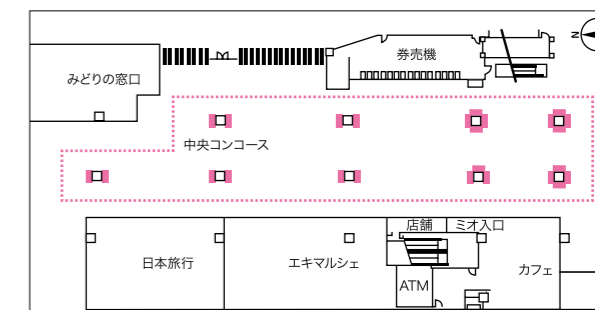 N
券売機
みどりの窓口
中央コンコース
店舗
ミオ入口
日本旅行
エキマルシェ
カフェ
ATM